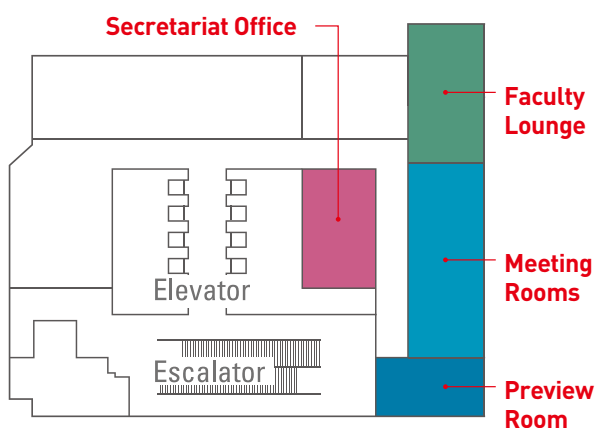 Secretariat Office
Faculty
Lounge
Elevator
Meeting
Rooms
Escalator
Preview
Room